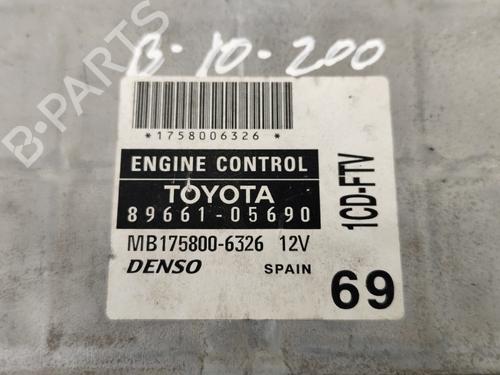 B-10-200
B-PARTS
*1758006326*
ENGINE CONTROL
TOYOTA
89661-05690
MB175800-6326 12V
DENSO SPAIN
1CD-FTV
69